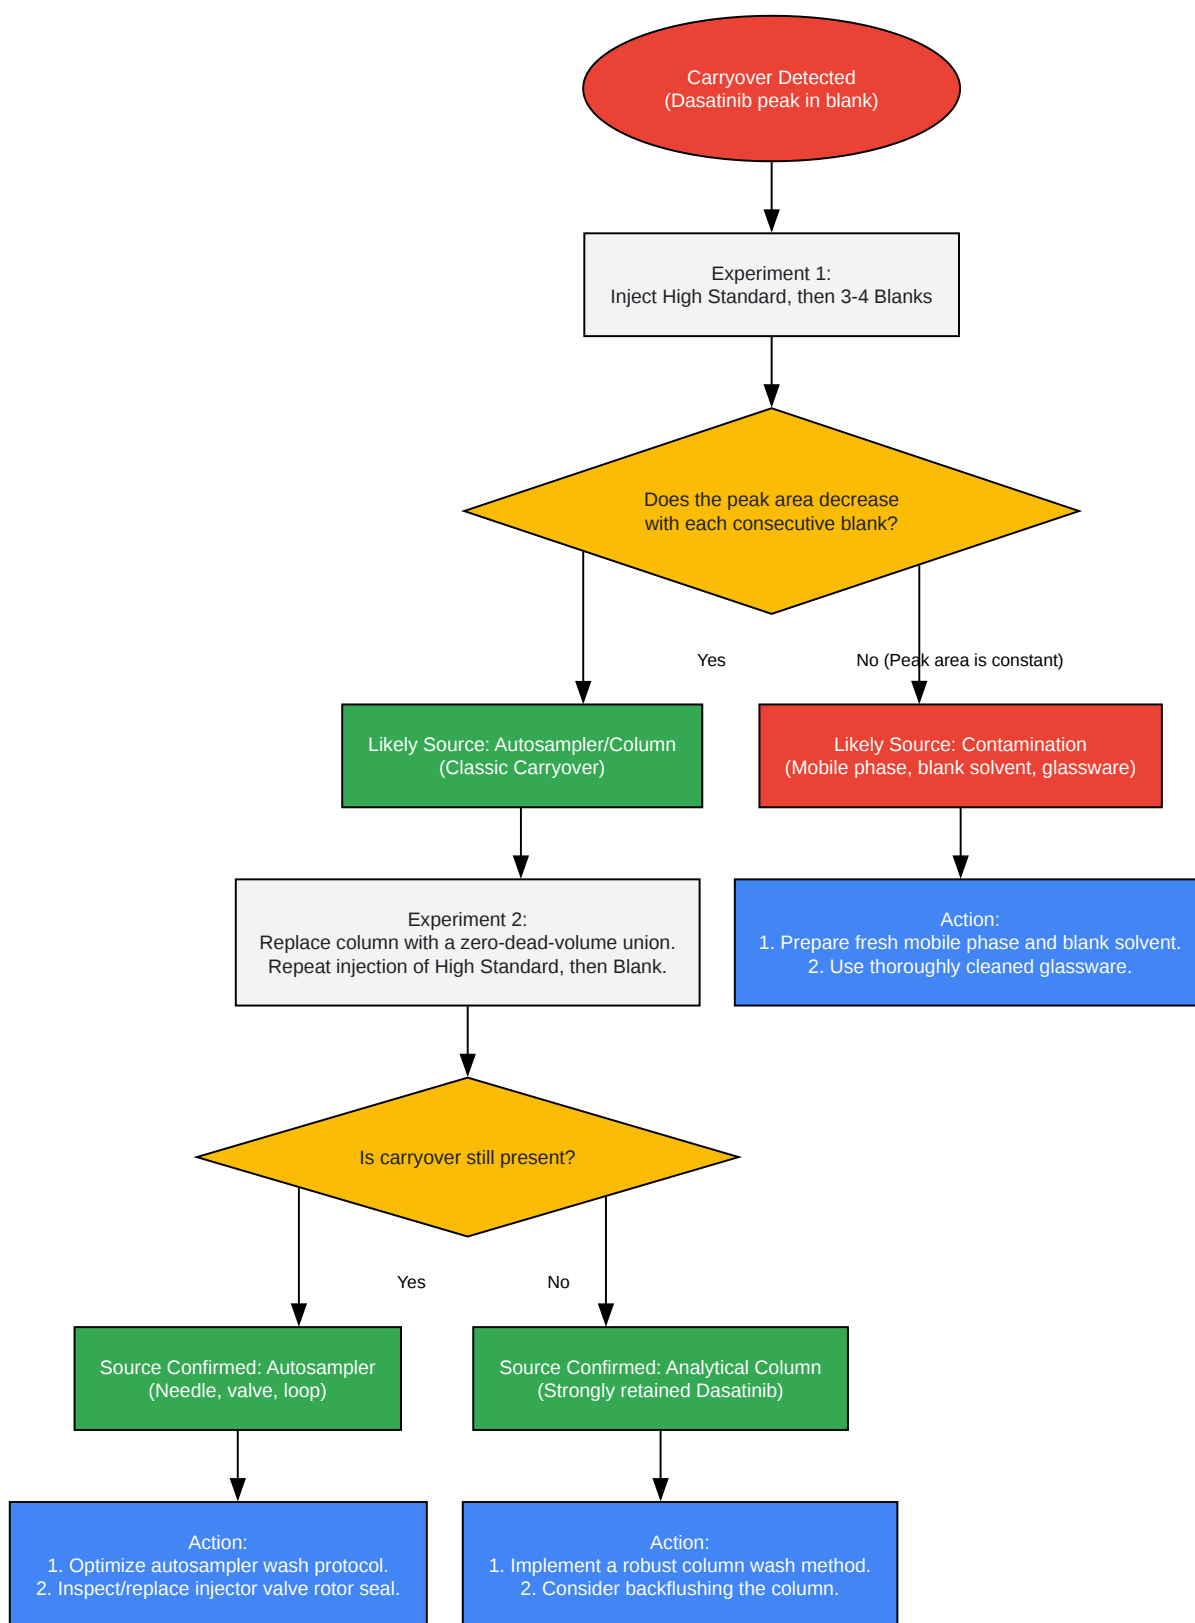 Carryover Detected
(Dasatinib peak in blank)
Experiment 1:
Inject High Standard, then 3-4 Blanks
Does the peak area decrease
with each consecutive blank?
Yes
No (Peak area is constant)
Likely Source: Autosampler/Column
(Classic Carryover)
Likely Source: Contamination
(Mobile phase, blank solvent, glassware)
Experiment 2:
Replace column with a zero-dead-volume union.
Repeat injection of High Standard, then Blank.
Action:
1. Prepare fresh mobile phase and blank solvent.
2. Use thoroughly cleaned glassware.
Is carryover still present?
Yes
No
Source Confirmed: Autosampler
(Needle, valve, loop)
Source Confirmed: Analytical Column
(Strongly retained Dasatinib)
Action:
1. Optimize autosampler wash protocol.
2. Inspect/replace injector valve rotor seal.
Action:
1. Implement a robust column wash method.
2. Consider backflushing the column.